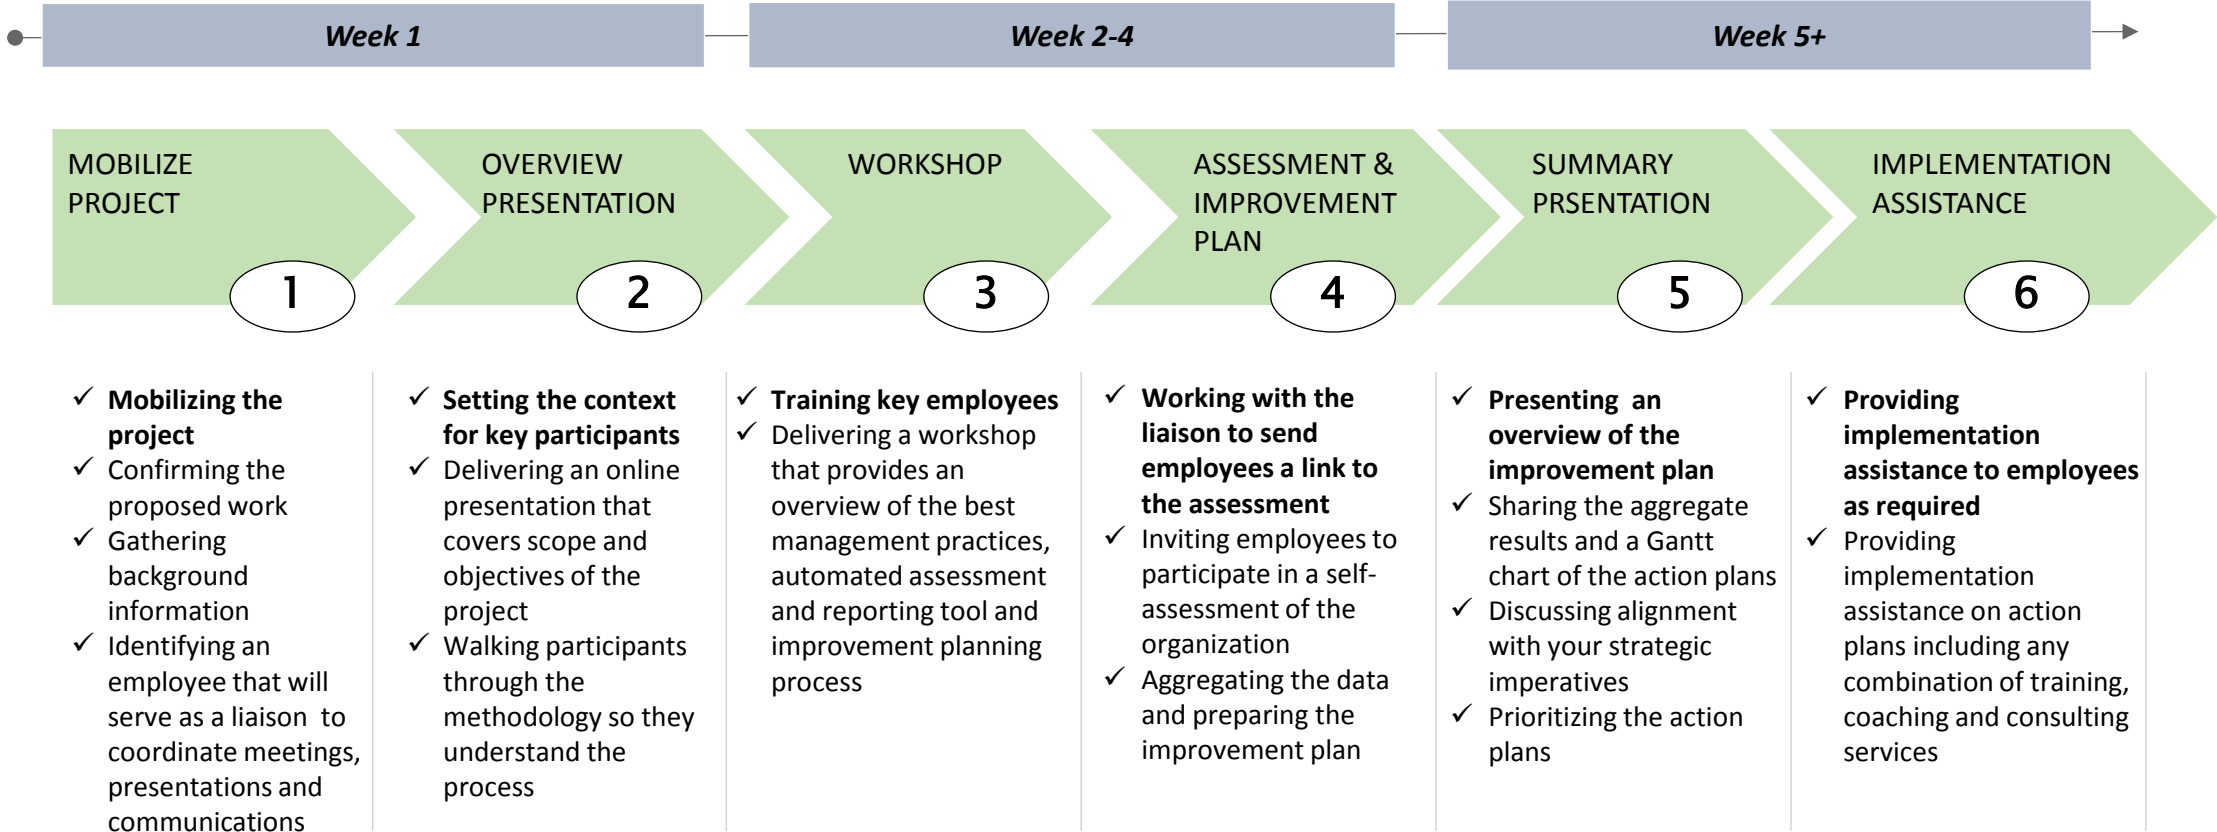 Week 1
Week 2-4
Week 5+
MOBILIZE
PROJECT
1
OVERVIEW
PRESENTATION
2
WORKSHOP
3
ASSESSMENT &
IMPROVEMENT
PLAN
4
SUMMARY
PRSENTATION
5
IMPLEMENTATION
ASSISTANCE
6
✓ Mobilizing the
project
✓ Confirming the
proposed work
✓ Gathering
background
information
✓ Identifying an
employee that will
serve as a liaison to
coordinate meetings,
presentations and
communications
✓ Setting the context
for key participants
✓ Delivering an online
presentation that
covers scope and
objectives of the
project
✓ Walking participants
through the
methodology so they
understand the
process
✓ Training key employees
✓ Delivering a workshop
that provides an
overview of the best
management practices,
automated assessment
and reporting tool and
improvement planning
process
✓ Working with the
liaison to send
employees a link to
the assessment
✓ Inviting employees to
participate in a self-
assessment of the
organization
✓ Aggregating the data
and preparing the
improvement plan
✓ Presenting an
overview of the
improvement plan
✓ Sharing the aggregate
results and a Gantt
chart of the action plans
✓ Discussing alignment
with your strategic
imperatives
✓ Prioritizing the action
plans
✓ Providing
implementation
assistance to employees
as required
✓ Providing
implementation
assistance on action
plans including any
combination of training,
coaching and consulting
services